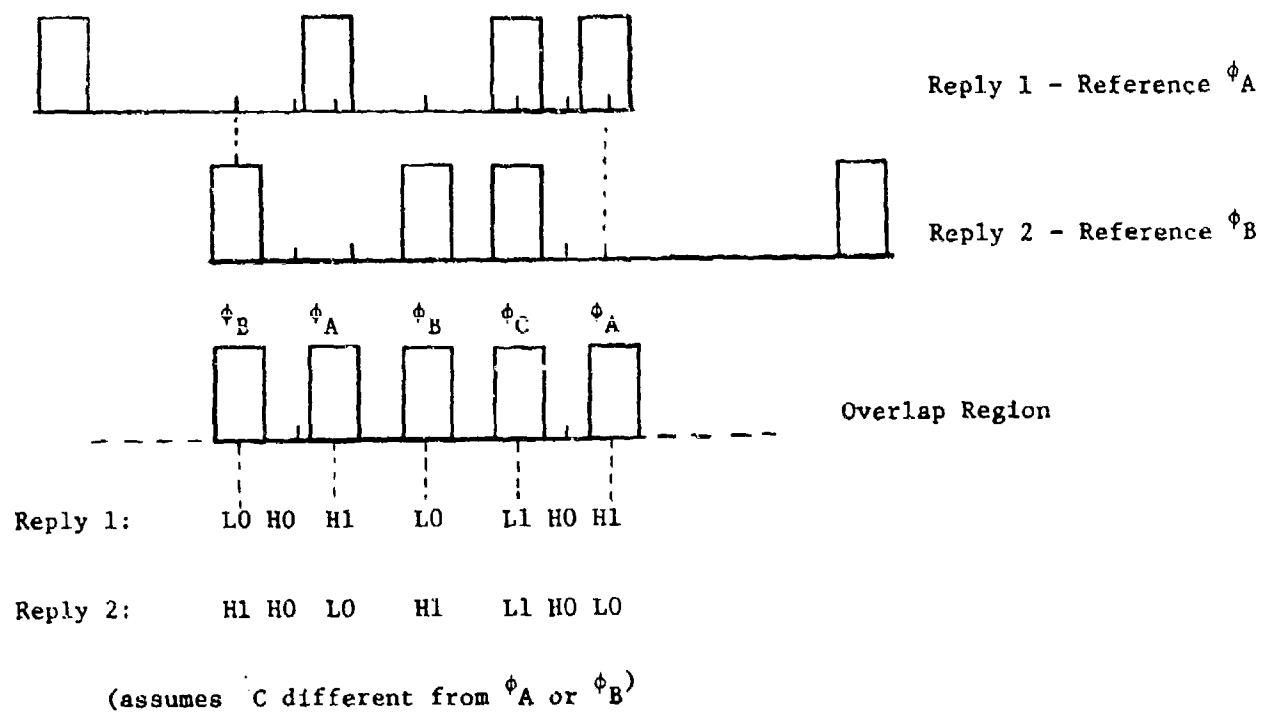 Reply 1 - Reference ϕA
Reply 2 - Reference ϕB
ϕB ϕA ϕB ϕC ϕA
Overlap Region
Reply 1: L0 H0 H1 L0 L1 H0 H1
Reply 2: H1 H0 L0 H1 L1 H0 L0
(assumes C different from ϕA or ϕB)